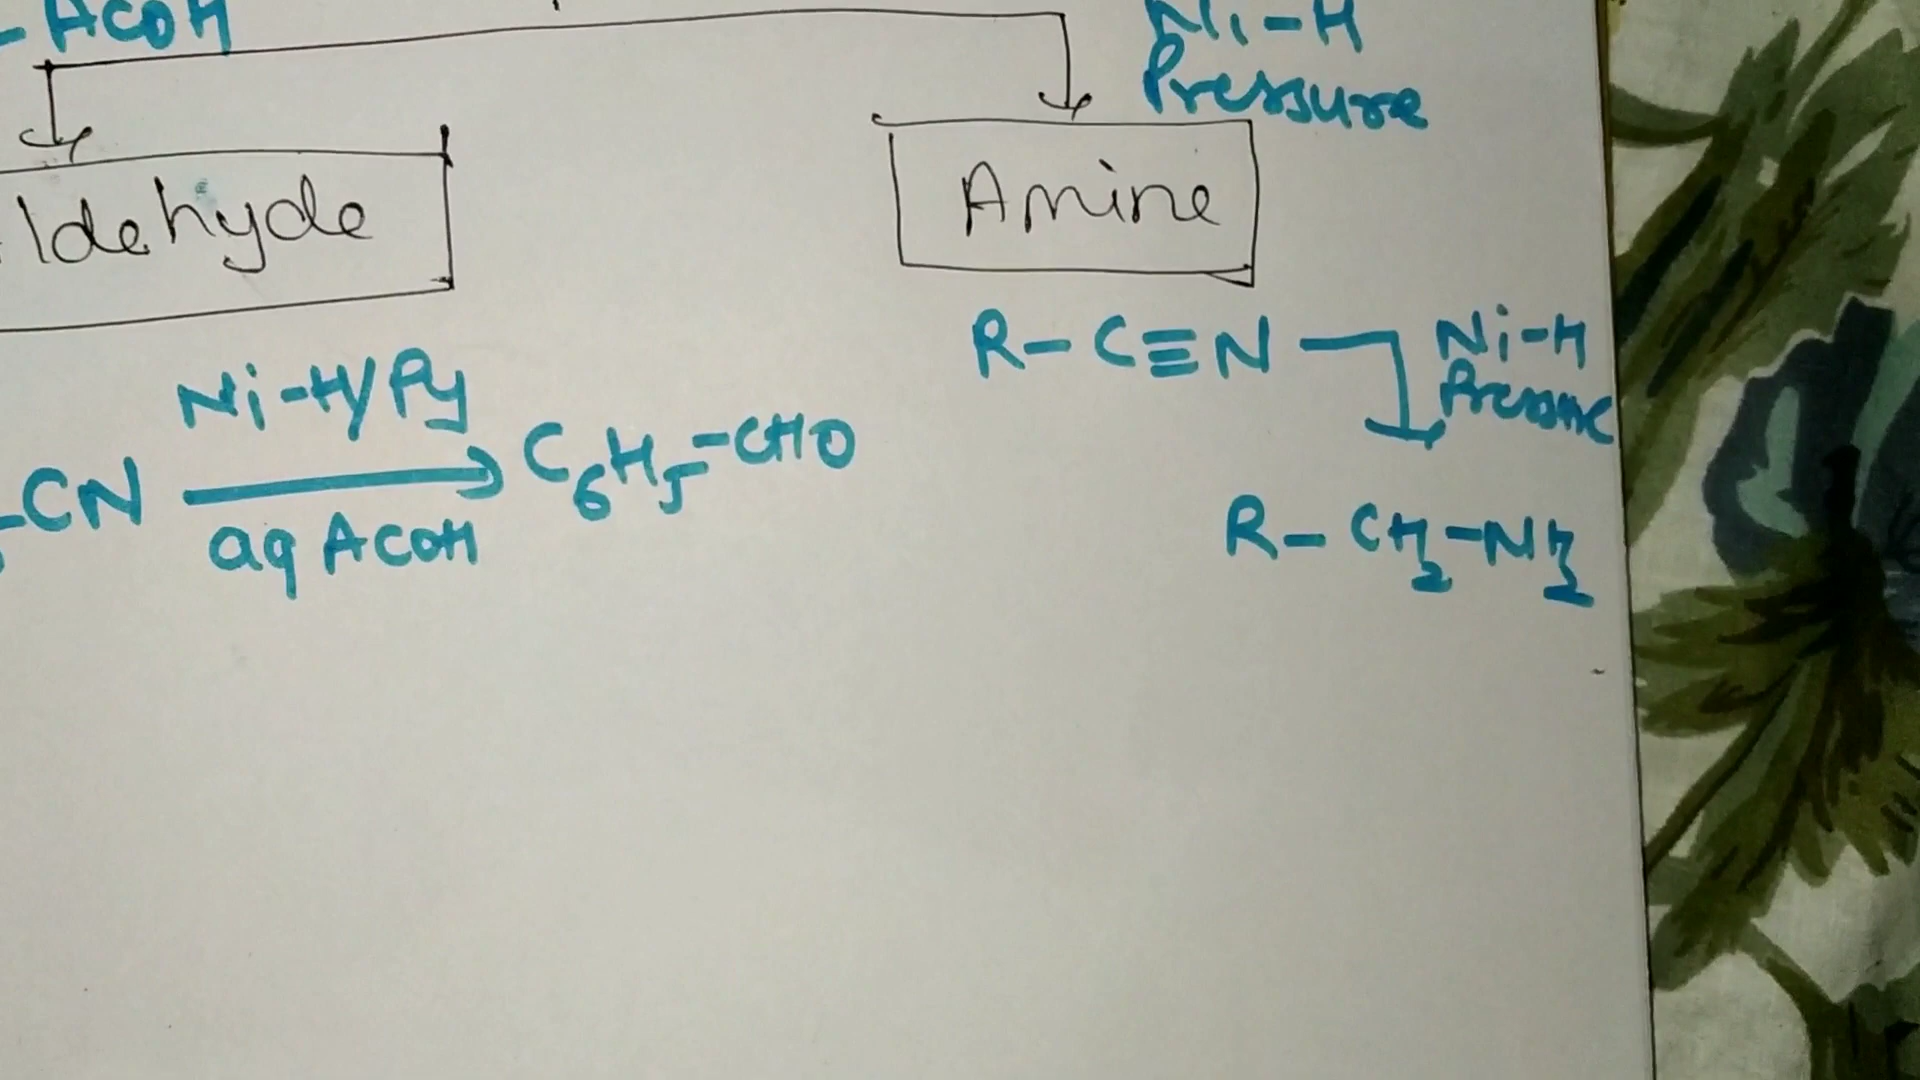 - ACOH
Ni-H
Pressure
ldehyde
Amine
R-C≡N
Ni-H
Pressure
Ni-H/Py
-CN
C₆H₅-CHO
aq ACOH
R-CH₂-NH₂